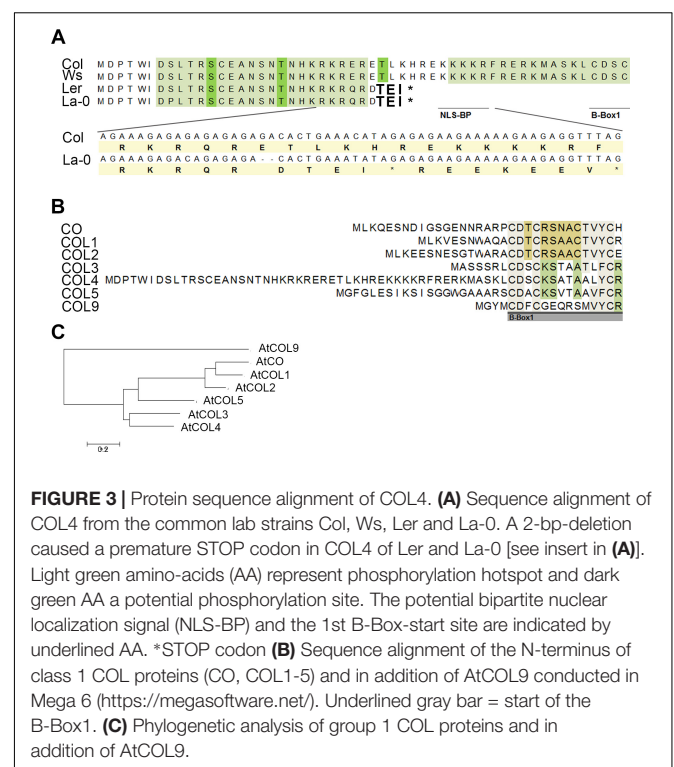 A
Col MDPTWIDSLTRSCEANSNTNHKRKRERETLKHREKKKKRFRERKMASKLCDSC
Ws MDPTWIDSLTRSCEANSNTNHKRKRERETLKHREKKKKRFRERKMASKLCDSC
Ler MDPTWIDSLTRSCEANSNTNHKRKRQRDTEI*
La-0 MDPTWIDPLTRSCEANSNTNHKRKRQRDTEI*
NLS-BP B-Box1
Col AGAAAGAGAGAGAGAGAGACACTGAAACATAGAGAGAAGAAAAAGAAGAGGTTTAG
R K R Q R E T L K H R E K K K K R F
La-0 AGAAAGAGACAGAGAGA--CACTGAAATATAGAGAGAAGAAAAAGAAGAGGTTTAG
R K R Q R D T E I * R E E K E E V *
B
CO MLKQESNDIGSGENNRARPCDTCRSNACTVYCH
COL1 MLKVESNWAQACDTCRSAACTVYCR
COL2 MLKEESNESGTWARACDTCRSAACTVYCE
COL3 MASSSRLCDSCKSTAATLFCR
COL4 MDPTWIDSLTRSCEANSNTNHKRKRERETLKHREKKKKRFRERKMASKLCDSCKSATAALYCR
COL5 MGFGLESIKSISGGWGAAARSCDACKSVTAAVFCR
COL9 MGYMCDFCGEQRSMVYCR
B-Box1
C
AtCOL9
AtCO
AtCOL1
AtCOL2
AtCOL5
AtCOL3
AtCOL4
0.2
FIGURE 3 | Protein sequence alignment of COL4. (A) Sequence alignment of
COL4 from the common lab strains Col, Ws, Ler and La-0. A 2-bp-deletion
caused a premature STOP codon in COL4 of Ler and La-0 [see insert in (A)].
Light green amino-acids (AA) represent phosphorylation hotspot and dark
green AA a potential phosphorylation site. The potential bipartite nuclear
localization signal (NLS-BP) and the 1st B-Box-start site are indicated by
underlined AA. *STOP codon (B) Sequence alignment of the N-terminus of
class 1 COL proteins (CO, COL1-5) and in addition of AtCOL9 conducted in
Mega 6 (https://megasoftware.net/). Underlined gray bar = start of the
B-Box1. (C) Phylogenetic analysis of group 1 COL proteins and in
addition of AtCOL9.